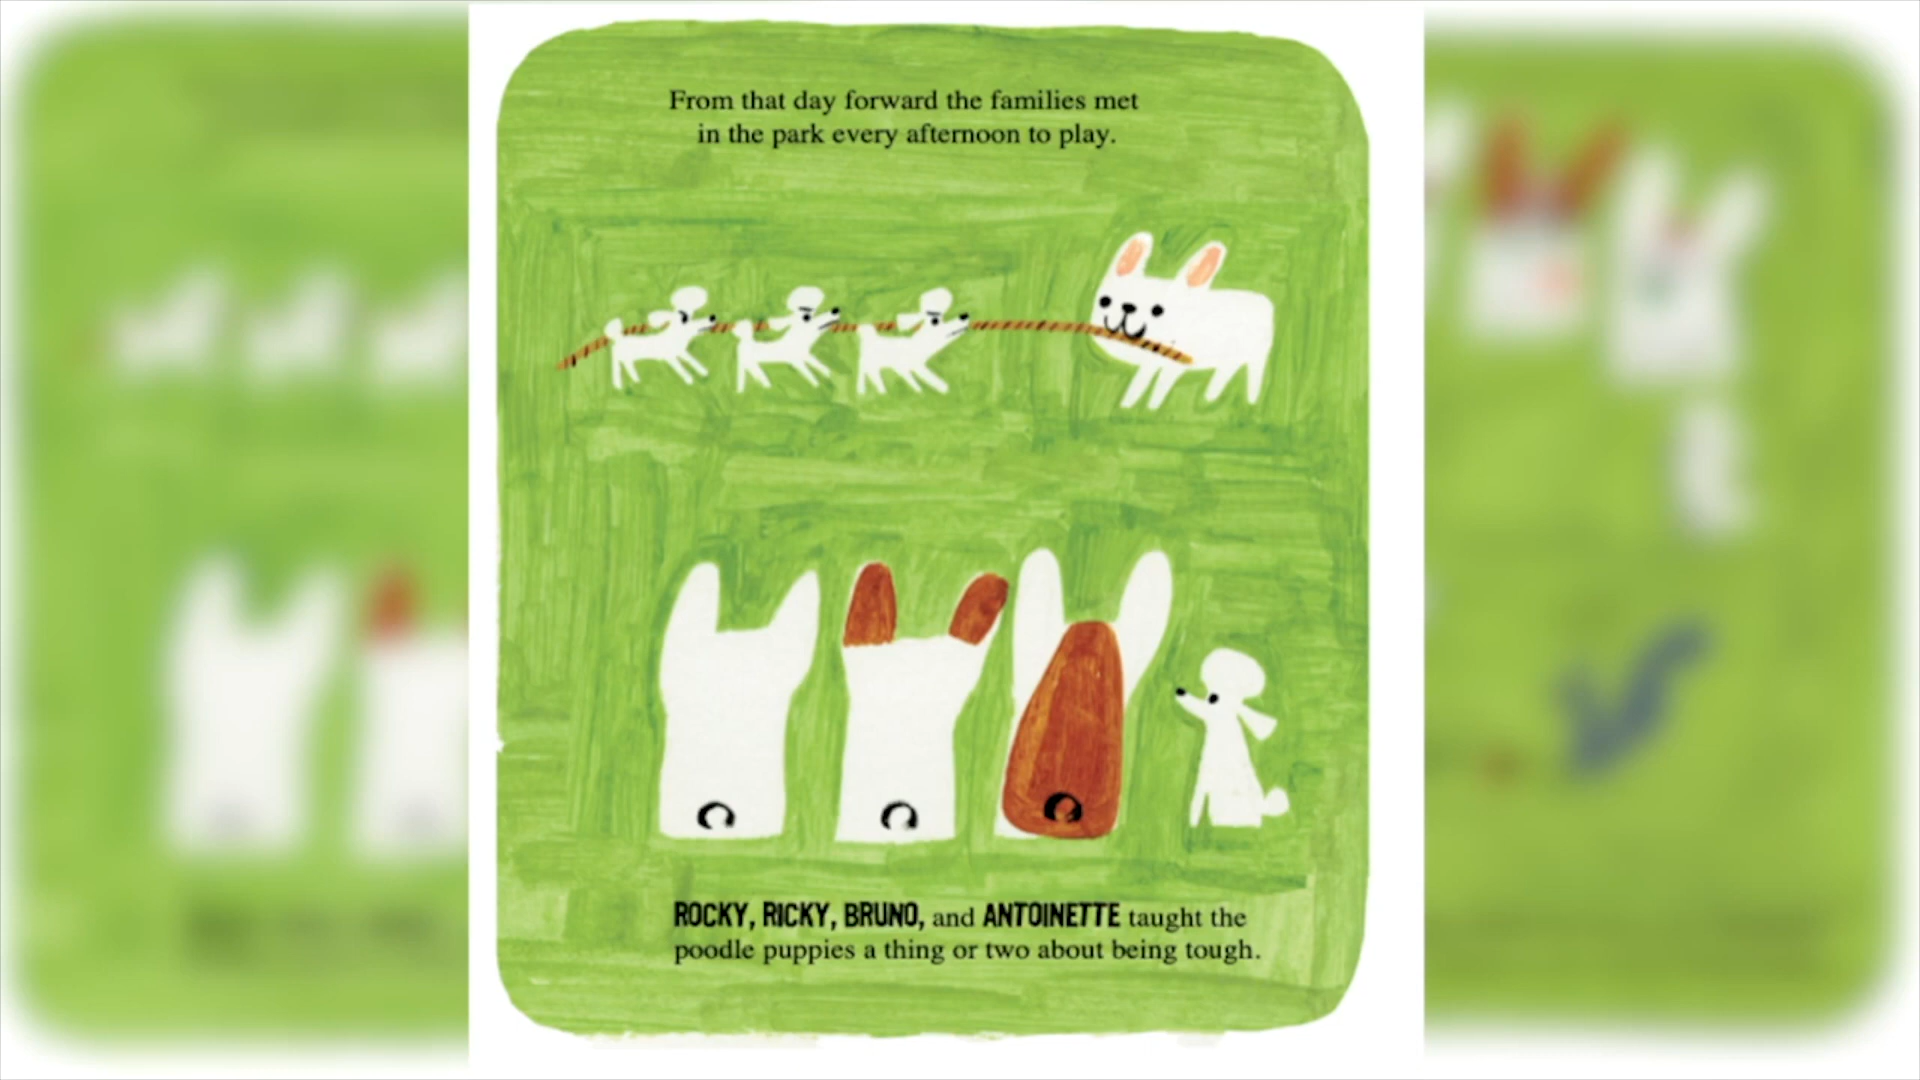 From that day forward the families met
in the park every afternoon to play.
ROCKY, RICKY, BRUNO, and ANTOINETTE taught the
poodle puppies a thing or two about being tough.